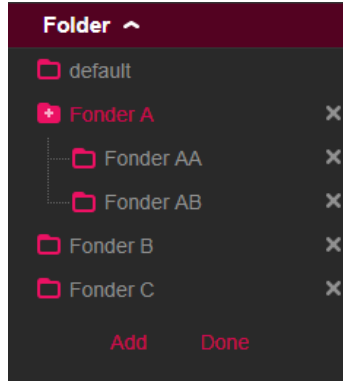 Folder
default
Fonder A
Fonder AA
Fonder AB
Fonder B
Fonder C
Add Done